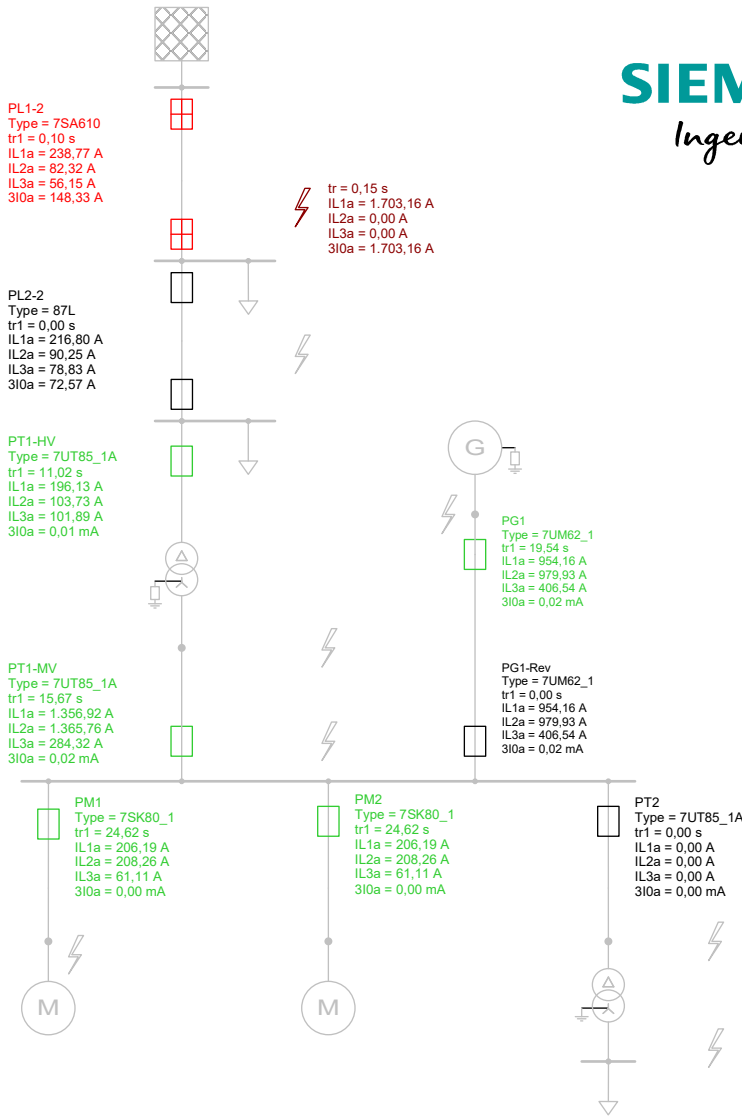 SIEM
Ingen
PL1-2
Type = 7SA610
tr1 = 0,10 s
IL1a = 238,77 A
IL2a = 82,32 A
IL3a = 56,15 A
3I0a = 148,33 A
tr = 0,15 s
IL1a = 1.703,16 A
IL2a = 0,00 A
IL3a = 0,00 A
3I0a = 1.703,16 A
PL2-2
Type = 87L
tr1 = 0,00 s
IL1a = 216,80 A
IL2a = 90,25 A
IL3a = 78,83 A
3I0a = 72,57 A
PT1-HV
Type = 7UT85_1A
tr1 = 11,02 s
IL1a = 196,13 A
IL2a = 103,73 A
IL3a = 101,89 A
3I0a = 0,01 mA
G
PG1
Type = 7UM62_1
tr1 = 19,54 s
IL1a = 954,16 A
IL2a = 979,93 A
IL3a = 406,54 A
3I0a = 0,02 mA
PT1-MV
Type = 7UT85_1A
tr1 = 15,67 s
IL1a = 1.356,92 A
IL2a = 1.365,76 A
IL3a = 284,32 A
3I0a = 0,02 mA
PG1-Rev
Type = 7UM62_1
tr1 = 0,00 s
IL1a = 954,16 A
IL2a = 979,93 A
IL3a = 406,54 A
3I0a = 0,02 mA
PM1
Type = 7SK80_1
tr1 = 24,62 s
IL1a = 206,19 A
IL2a = 208,26 A
IL3a = 61,11 A
3I0a = 0,00 mA
PM2
Type = 7SK80_1
tr1 = 24,62 s
IL1a = 206,19 A
IL2a = 208,26 A
IL3a = 61,11 A
3I0a = 0,00 mA
PT2
Type = 7UT85_1A
tr1 = 0,00 s
IL1a = 0,00 A
IL2a = 0,00 A
IL3a = 0,00 A
3I0a = 0,00 mA
M
M